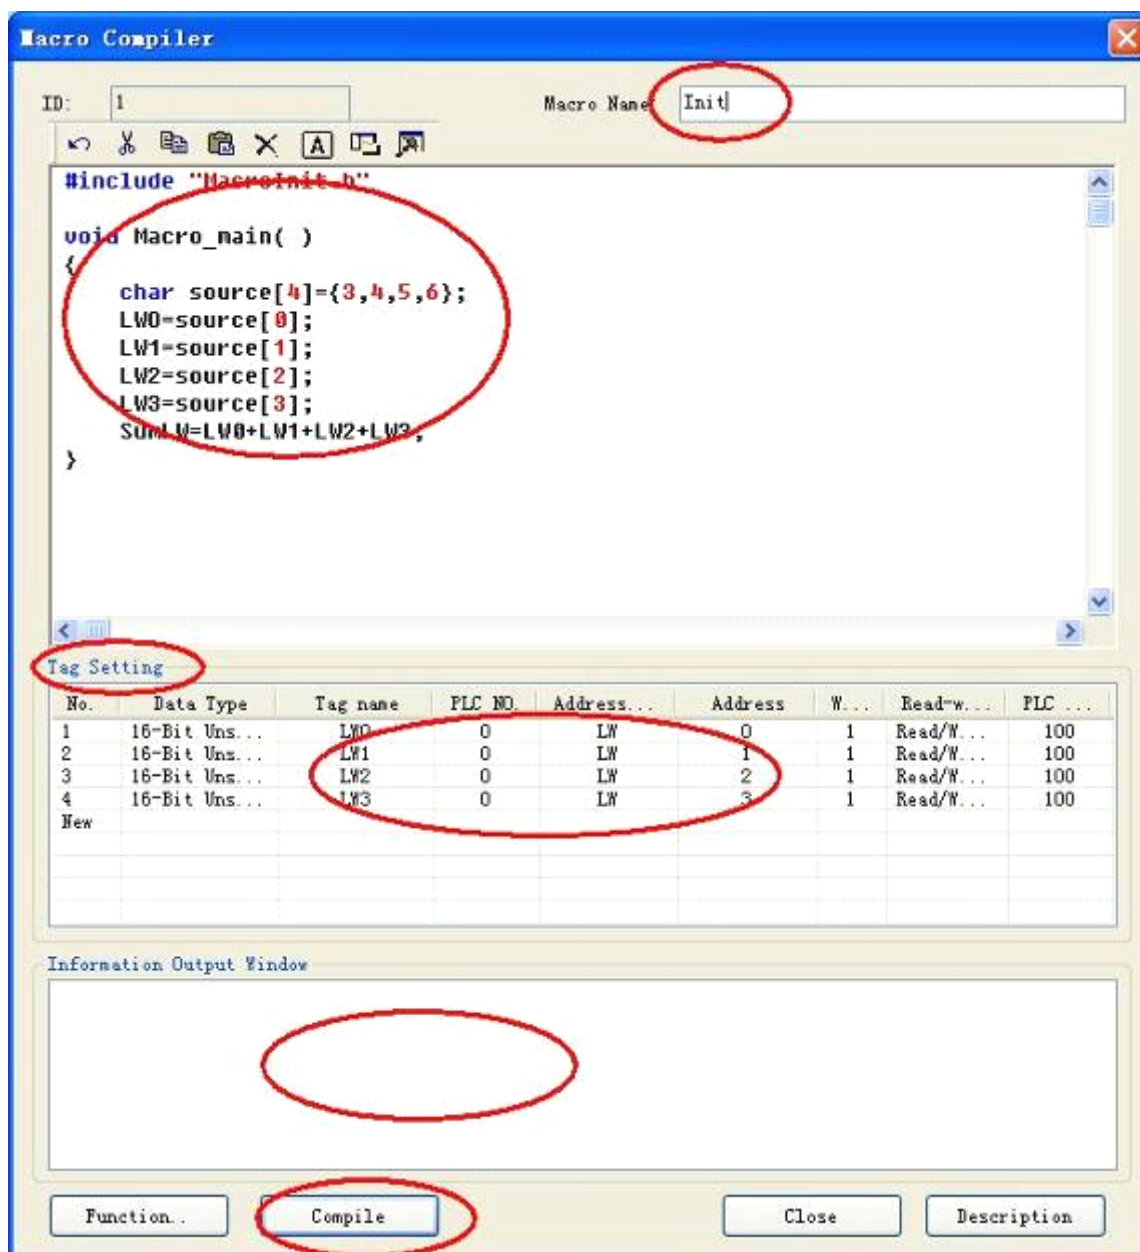 Macro Compiler
ID: 1 Macro Name Init
A
#include "MacroInit.h"
void Macro_main( )
{
char source[4]={3,4,5,6};
LW0=source[0];
LW1=source[1];
LW2=source[2];
LW3=source[3];
SumLW=LW0+LW1+LW2+LW3;
}
Tag Setting
No. Data Type Tag name PLC NO. Address... Address W... Read-w... PLC ...
1 16-Bit Uns... LW0 0 LW 0 1 Read/W... 100
2 16-Bit Uns... LW1 0 LW 1 1 Read/W... 100
3 16-Bit Uns... LW2 0 LW 2 1 Read/W... 100
4 16-Bit Uns... LW3 0 LW 3 1 Read/W... 100
New
Information Output Window
Function.. Compile Close Description